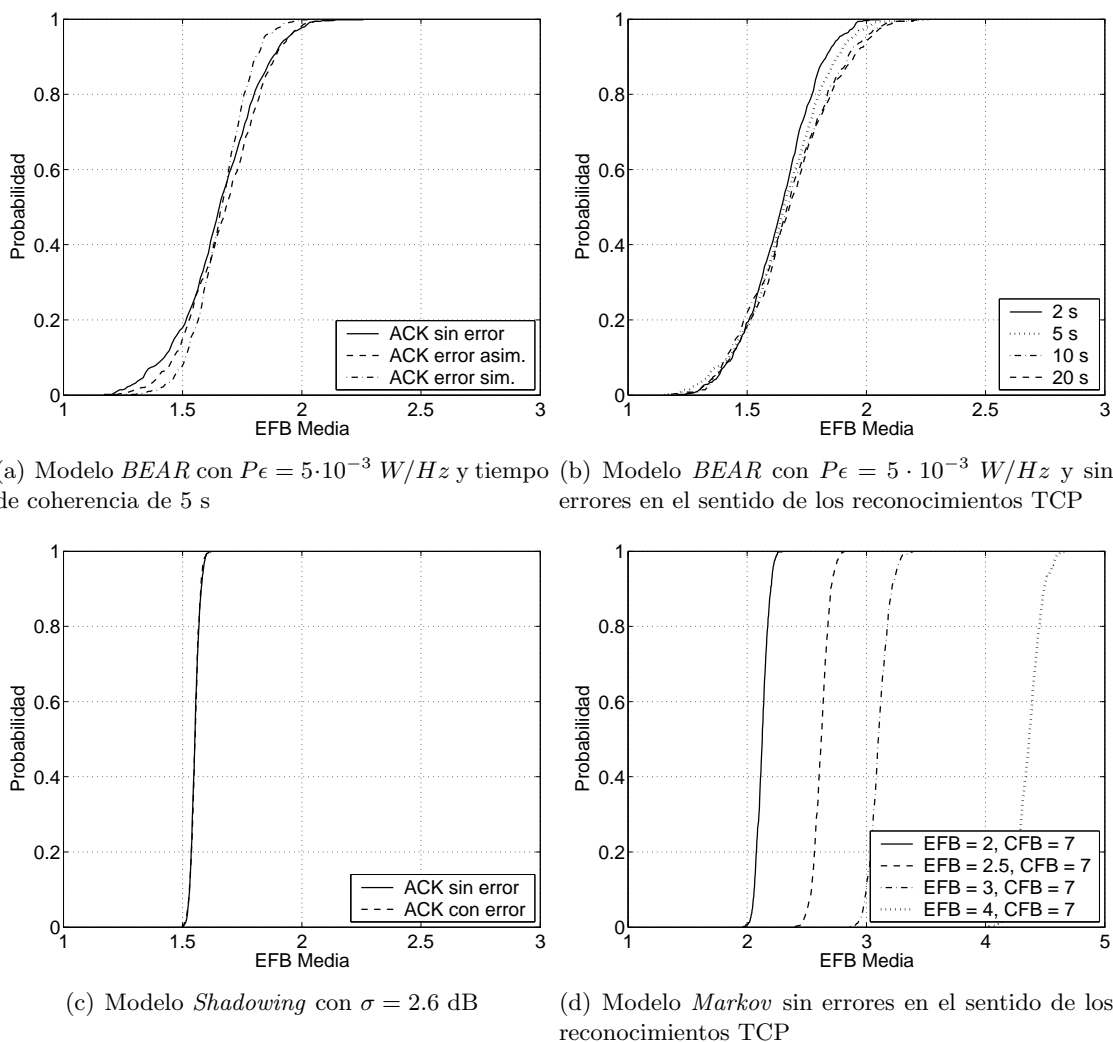 1
0.8
0.6
0.4
0.2
0
Probabilidad
1 1.5 2 2.5 3
EFB Media
ACK sin error
ACK error asim.
ACK error sim.
(a) Modelo BEAR con Pϵ = 5·10⁻³ W/Hz y tiempo
de coherencia de 5 s
1
0.8
0.6
0.4
0.2
0
Probabilidad
1 1.5 2 2.5 3
EFB Media
2 s
5 s
10 s
20 s
(b) Modelo BEAR con Pϵ = 5 · 10⁻³ W/Hz y sin
errores en el sentido de los reconocimientos TCP
1
0.8
0.6
0.4
0.2
0
Probabilidad
1 1.5 2 2.5 3
EFB Media
ACK sin error
ACK con error
(c) Modelo Shadowing con σ = 2.6 dB
1
0.8
0.6
0.4
0.2
0
Probabilidad
1 2 3 4 5
EFB Media
EFB = 2, CFB = 7
EFB = 2.5, CFB = 7
EFB = 3, CFB = 7
EFB = 4, CFB = 7
(d) Modelo Markov sin errores en el sentido de los
reconocimientos TCP